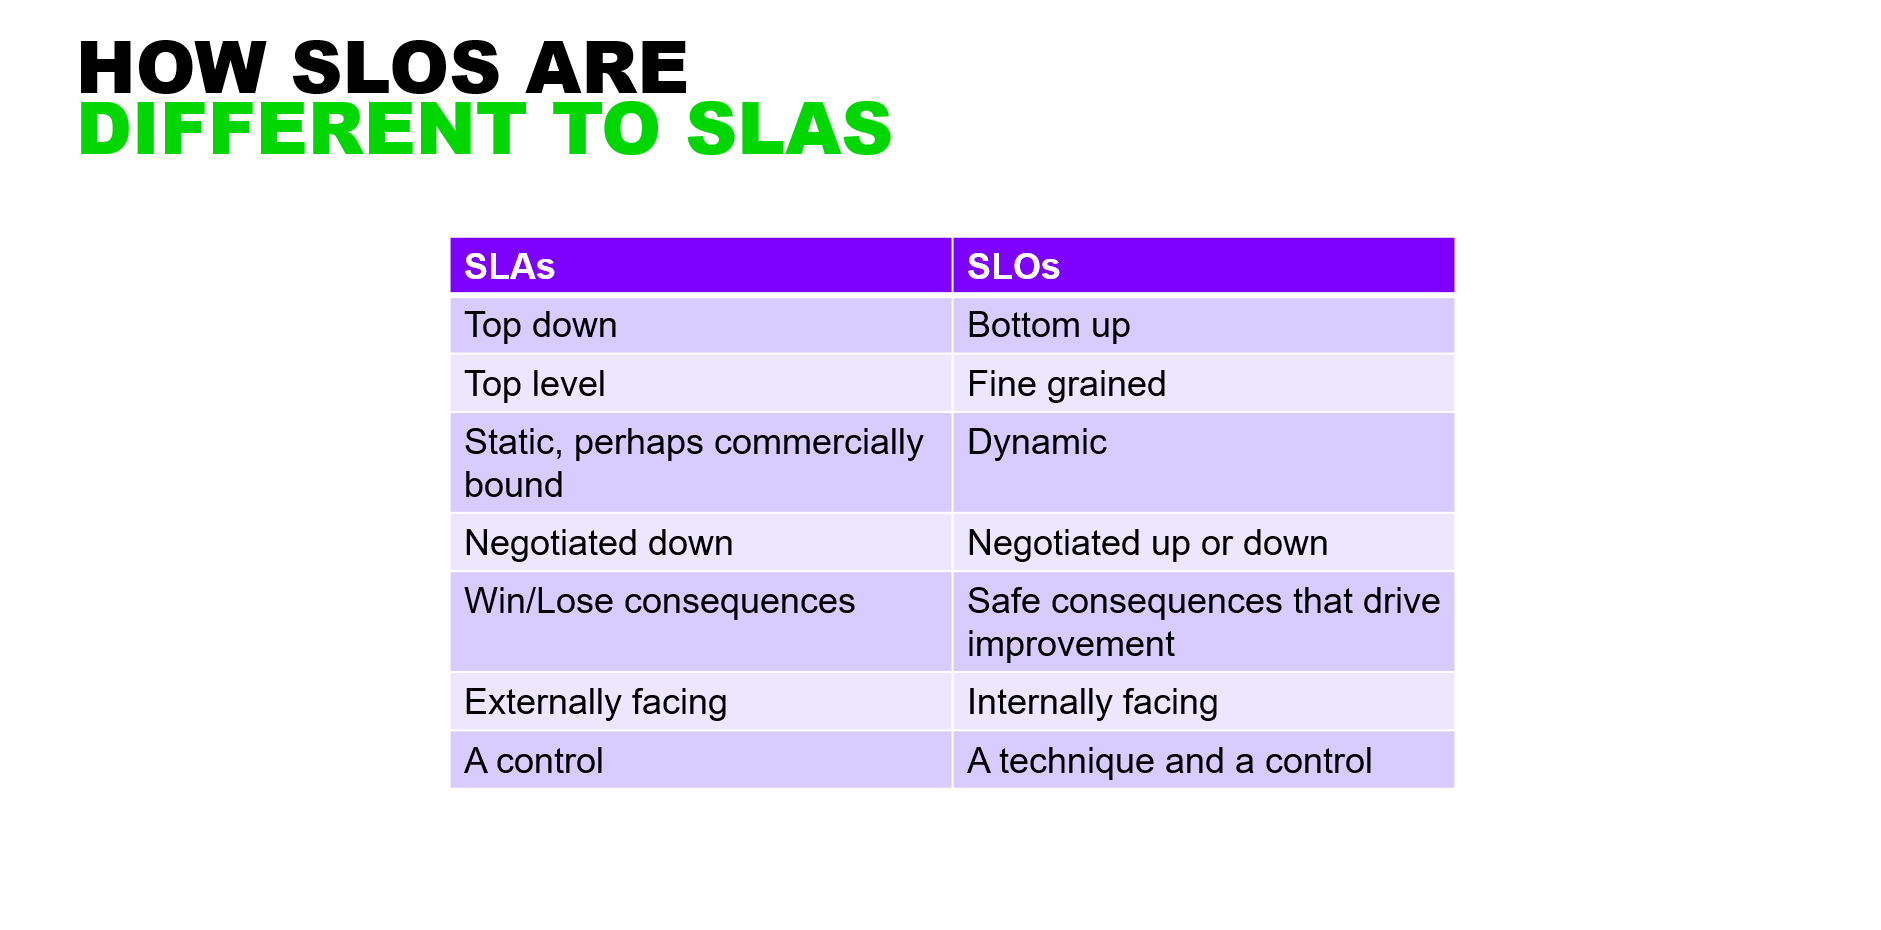 HOW SLOS ARE
DIFFERENT TO SLAS
SLAs
SLOs
Top down
Bottom up
Top level
Fine grained
Static, perhaps commercially
bound
Dynamic
Negotiated down
Negotiated up or down
Win/Lose consequences
Safe consequences that drive
improvement
Externally facing
Internally facing
A control
A technique and a control